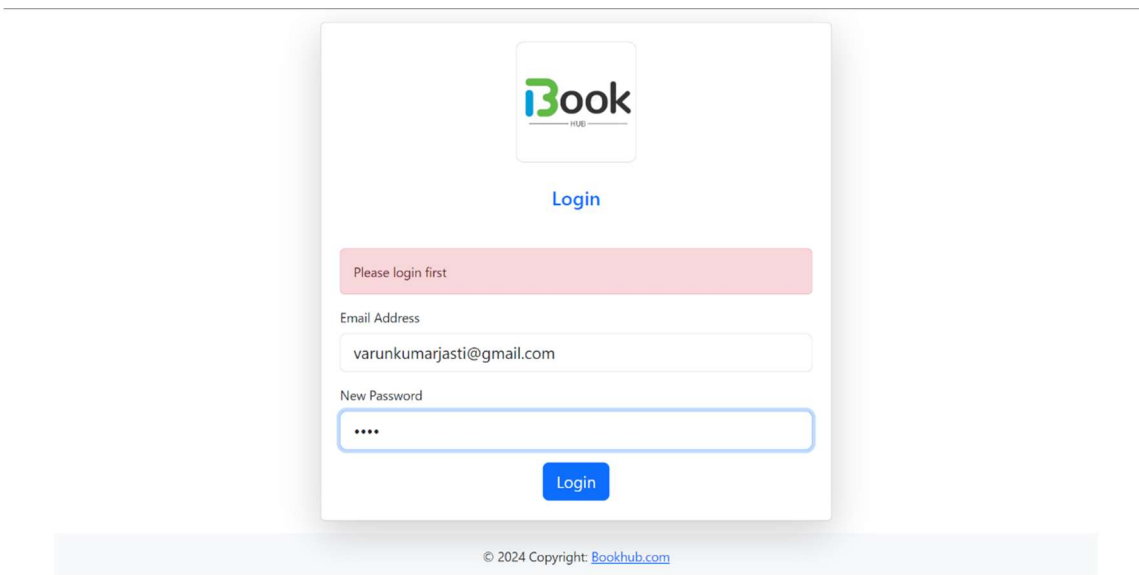 Book
HUB
Login
Please login first
Email Address
varunkumarjasti@gmail.com
New Password
••••
Login
© 2024 Copyright: Bookhub.com